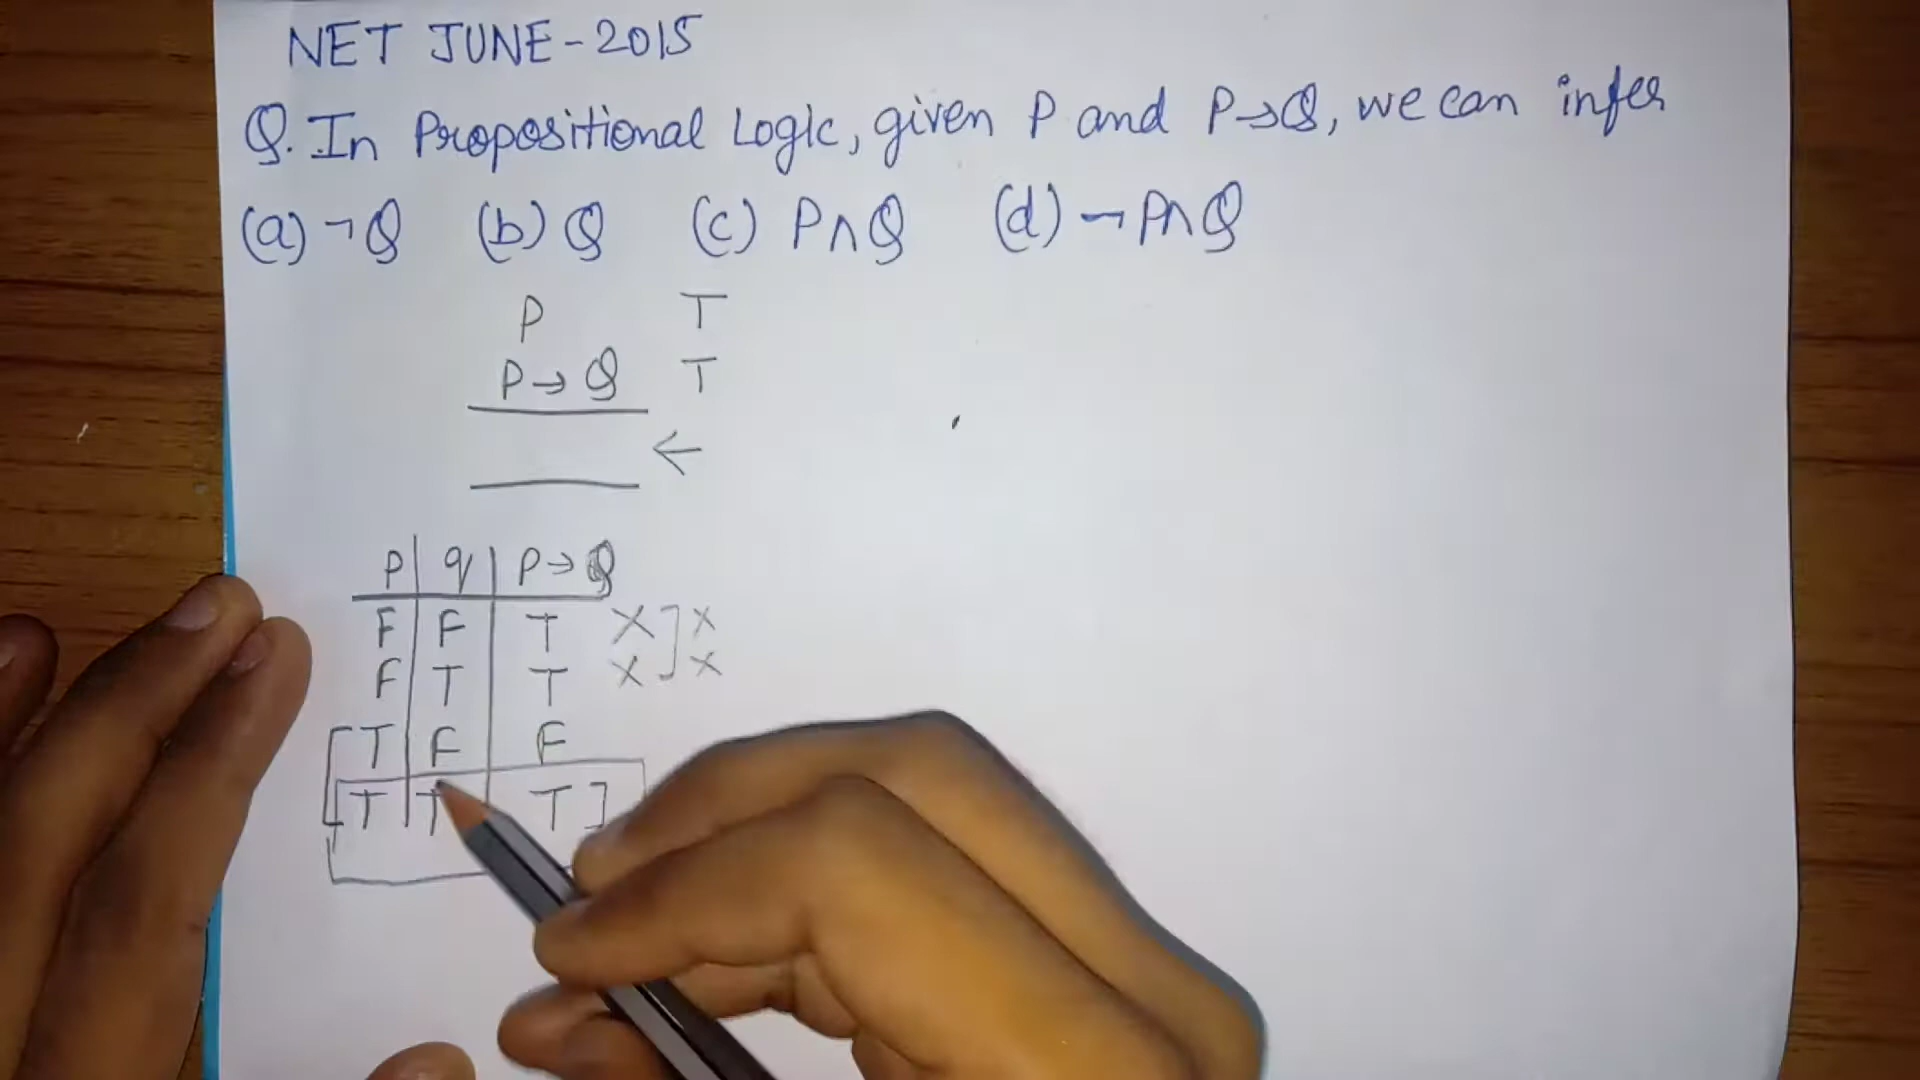 NET JUNE-2015
Q. In Propositional Logic, given P and P→Q, we can infer
(a) ¬Q (b) Q (c) P∧Q (d) ¬P∧Q
P T
P→Q T
←
P q P→Q
F F T X ] X
F T T X ] X
[ T F F
[ T T T ]